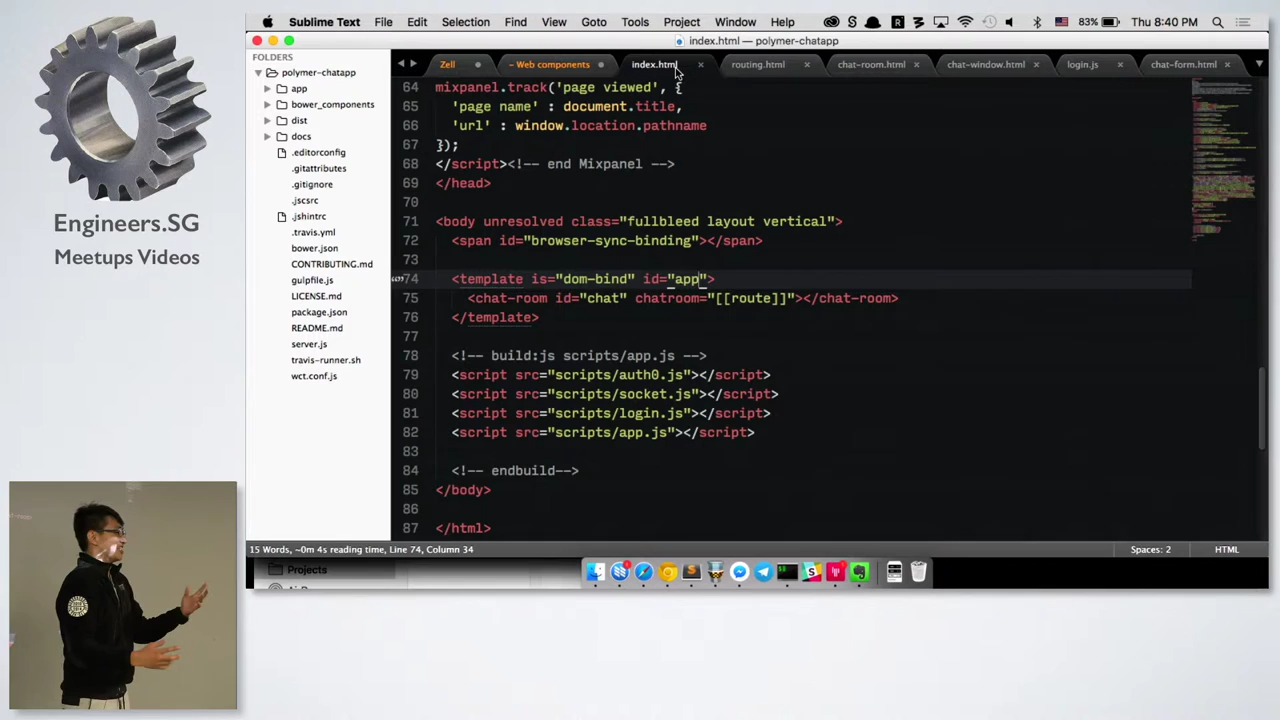 Engineers.SG
Meetups Videos
Sublime Text File Edit Selection Find View Goto Tools Project Window Help 83% Thu 8:40 PM
index.html — polymer-chatapp
FOLDERS
polymer-chatapp
app
bower_components
dist
docs
.editorconfig
.gitattributes
.gitignore
.jscsrc
.jshintrc
.travis.yml
bower.json
CONTRIBUTING.md
gulpfile.js
LICENSE.md
package.json
README.md
server.js
travis-runner.sh
wct.conf.js
Zell
– Web components
index.html
routing.html
chat-room.html
chat-window.html
login.js
chat-form.html
64 mixpanel.track('page viewed', {
65 'page name' : document.title,
66 'url' : window.location.pathname
67 });
68 </script><!-- end Mixpanel -->
69 </head>
70
71 <body unresolved class="fullbleed layout vertical">
72 <span id="browser-sync-binding"></span>
73
74 <template is="dom-bind" id="app">
75 <chat-room id="chat" chatroom="[[route]]"></chat-room>
76 </template>
77
78 <!-- build:js scripts/app.js -->
79 <script src="scripts/auth0.js"></script>
80 <script src="scripts/socket.js"></script>
81 <script src="scripts/login.js"></script>
82 <script src="scripts/app.js"></script>
83
84 <!-- endbuild-->
85 </body>
86
87 </html>
15 Words, ~0m 4s reading time, Line 74, Column 34 Spaces: 2 HTML
Projects